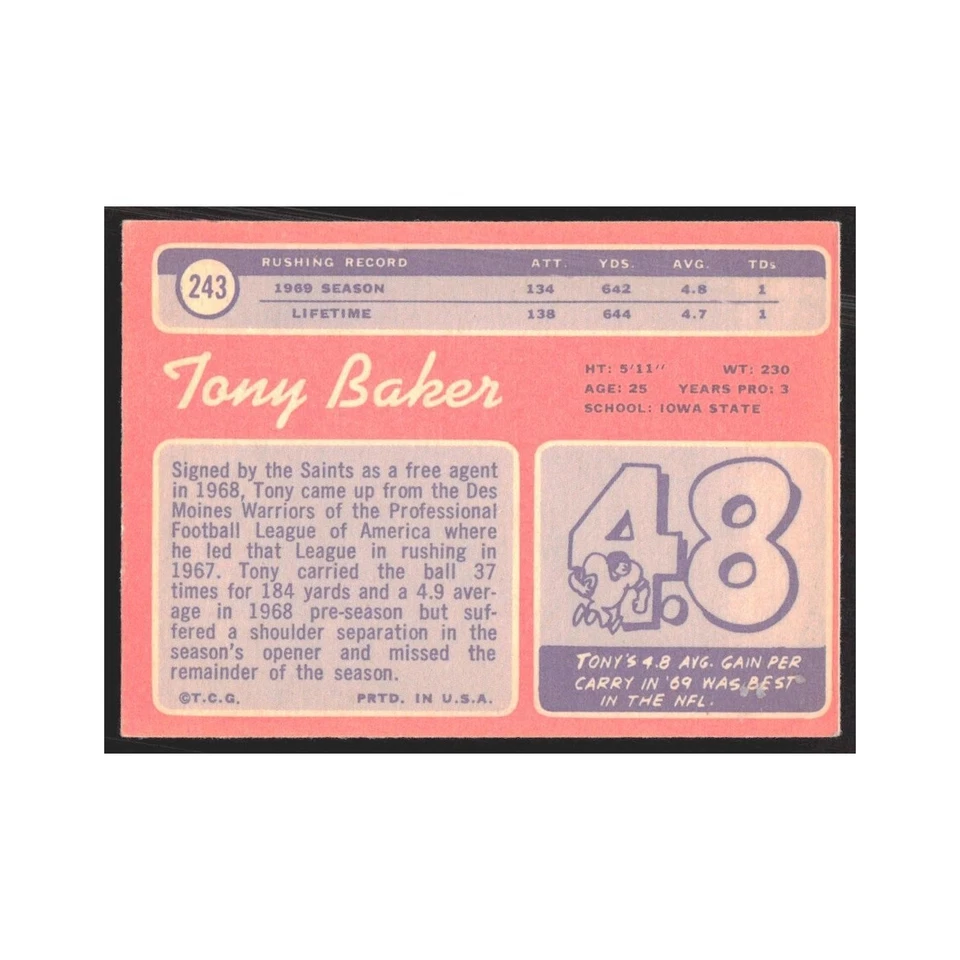 RUSHING RECORD ATT. YDS. AVG. TDs
243
1969 SEASON 134 642 4.8 1
LIFETIME 138 644 4.7 1
Tony Baker
HT: 5'11" WT: 230
AGE: 25 YEARS PRO: 3
SCHOOL: IOWA STATE
Signed by the Saints as a free agent
in 1968, Tony came up from the Des
Moines Warriors of the Professional
Football League of America where
he led that League in rushing in
1967. Tony carried the ball 37
times for 184 yards and a 4.9 aver-
age in 1968 pre-season but suf-
fered a shoulder separation in the
season's opener and missed the
remainder of the season.
©T.C.G. PRTD. IN U.S.A.
4.8
TONY'S 4.8 AVG. GAIN PER
CARRY IN '69 WAS BEST
IN THE NFL.